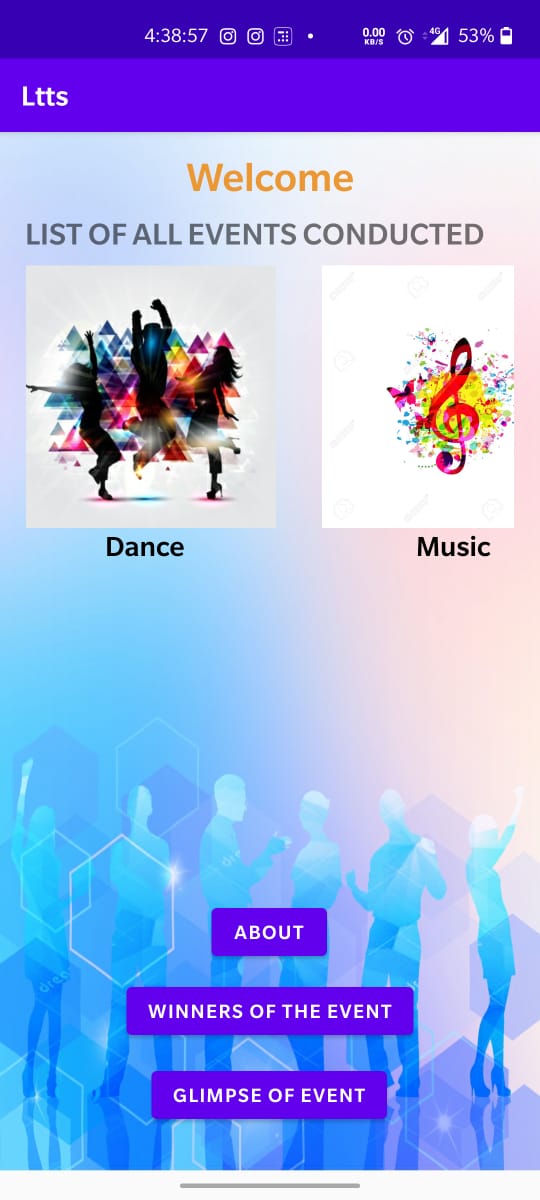 4:38:57 0.00 KB/S 4G 53%
Ltts
Welcome
LIST OF ALL EVENTS CONDUCTED
Dance Music
ABOUT
WINNERS OF THE EVENT
GLIMPSE OF EVENT